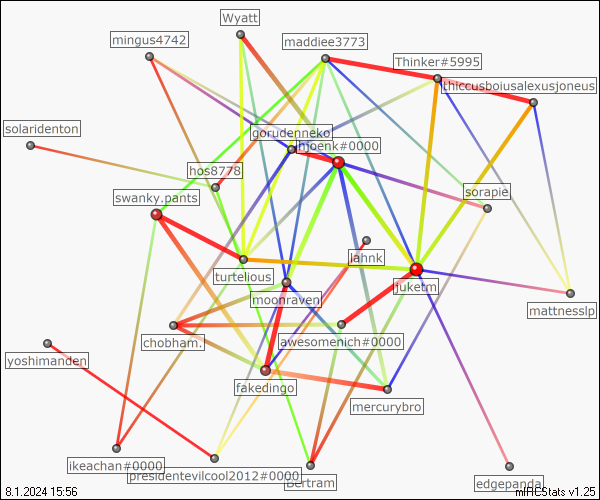 Wyatt
mingus4742
maddiee3773
Thinker#5995
thiccusboiusalexusjoneus
solaridenton
gorudenneko
hjoenk#0000
hos8778
swanky.pants
sorapie
lahnk
turtelious
moonraven
luketm
mattnesslp
chobham.
awesomenich#0000
yoshimanden
fakedingo
mercurybro
ikeachan#0000
presidentevilcool2012#0000
Bertram
edgepanda
8.1.2024 15:56
mIRCStats v1.25